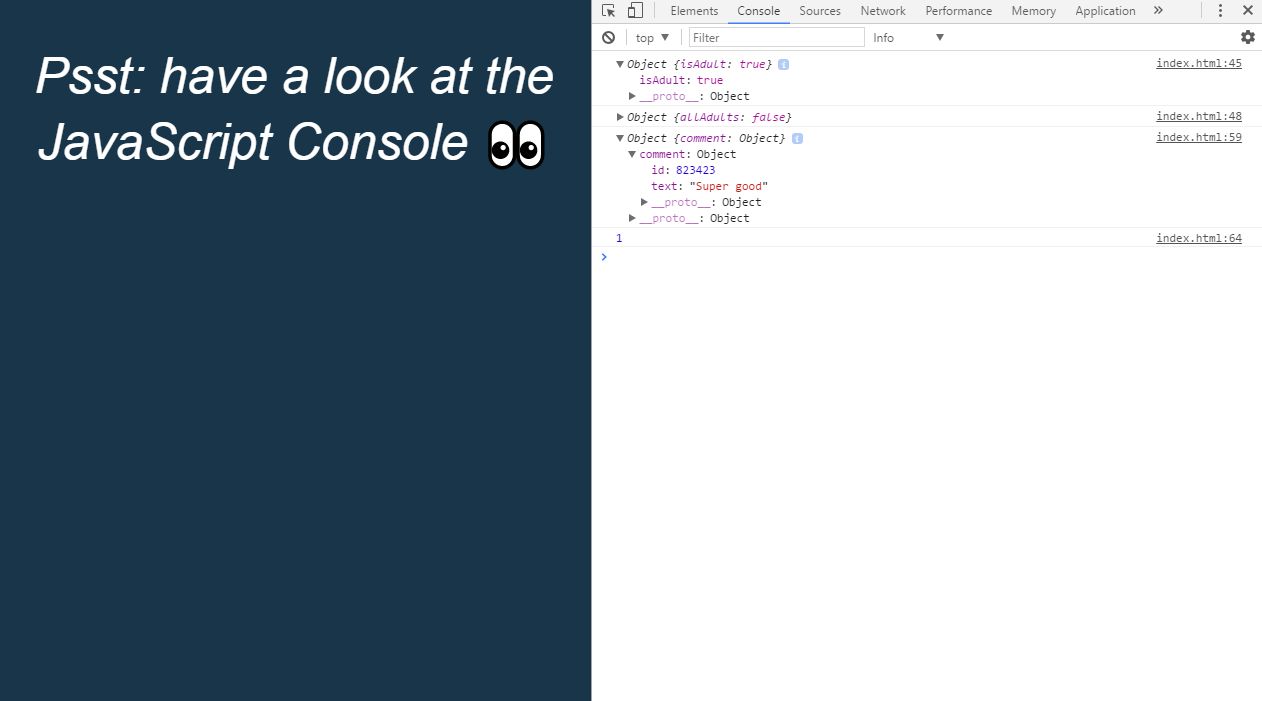 Psst: have a look at the
JavaScript Console 👀
Elements Console Sources Network Performance Memory Application »
top ▼ Filter Info ▼
▼Object {isAdult: true} i index.html:45
isAdult: true
▶__proto__: Object
▶Object {allAdults: false} index.html:48
▼Object {comment: Object} i index.html:59
▼comment: Object
id: 823423
text: "Super good"
▶__proto__: Object
▶__proto__: Object
1 index.html:64
>